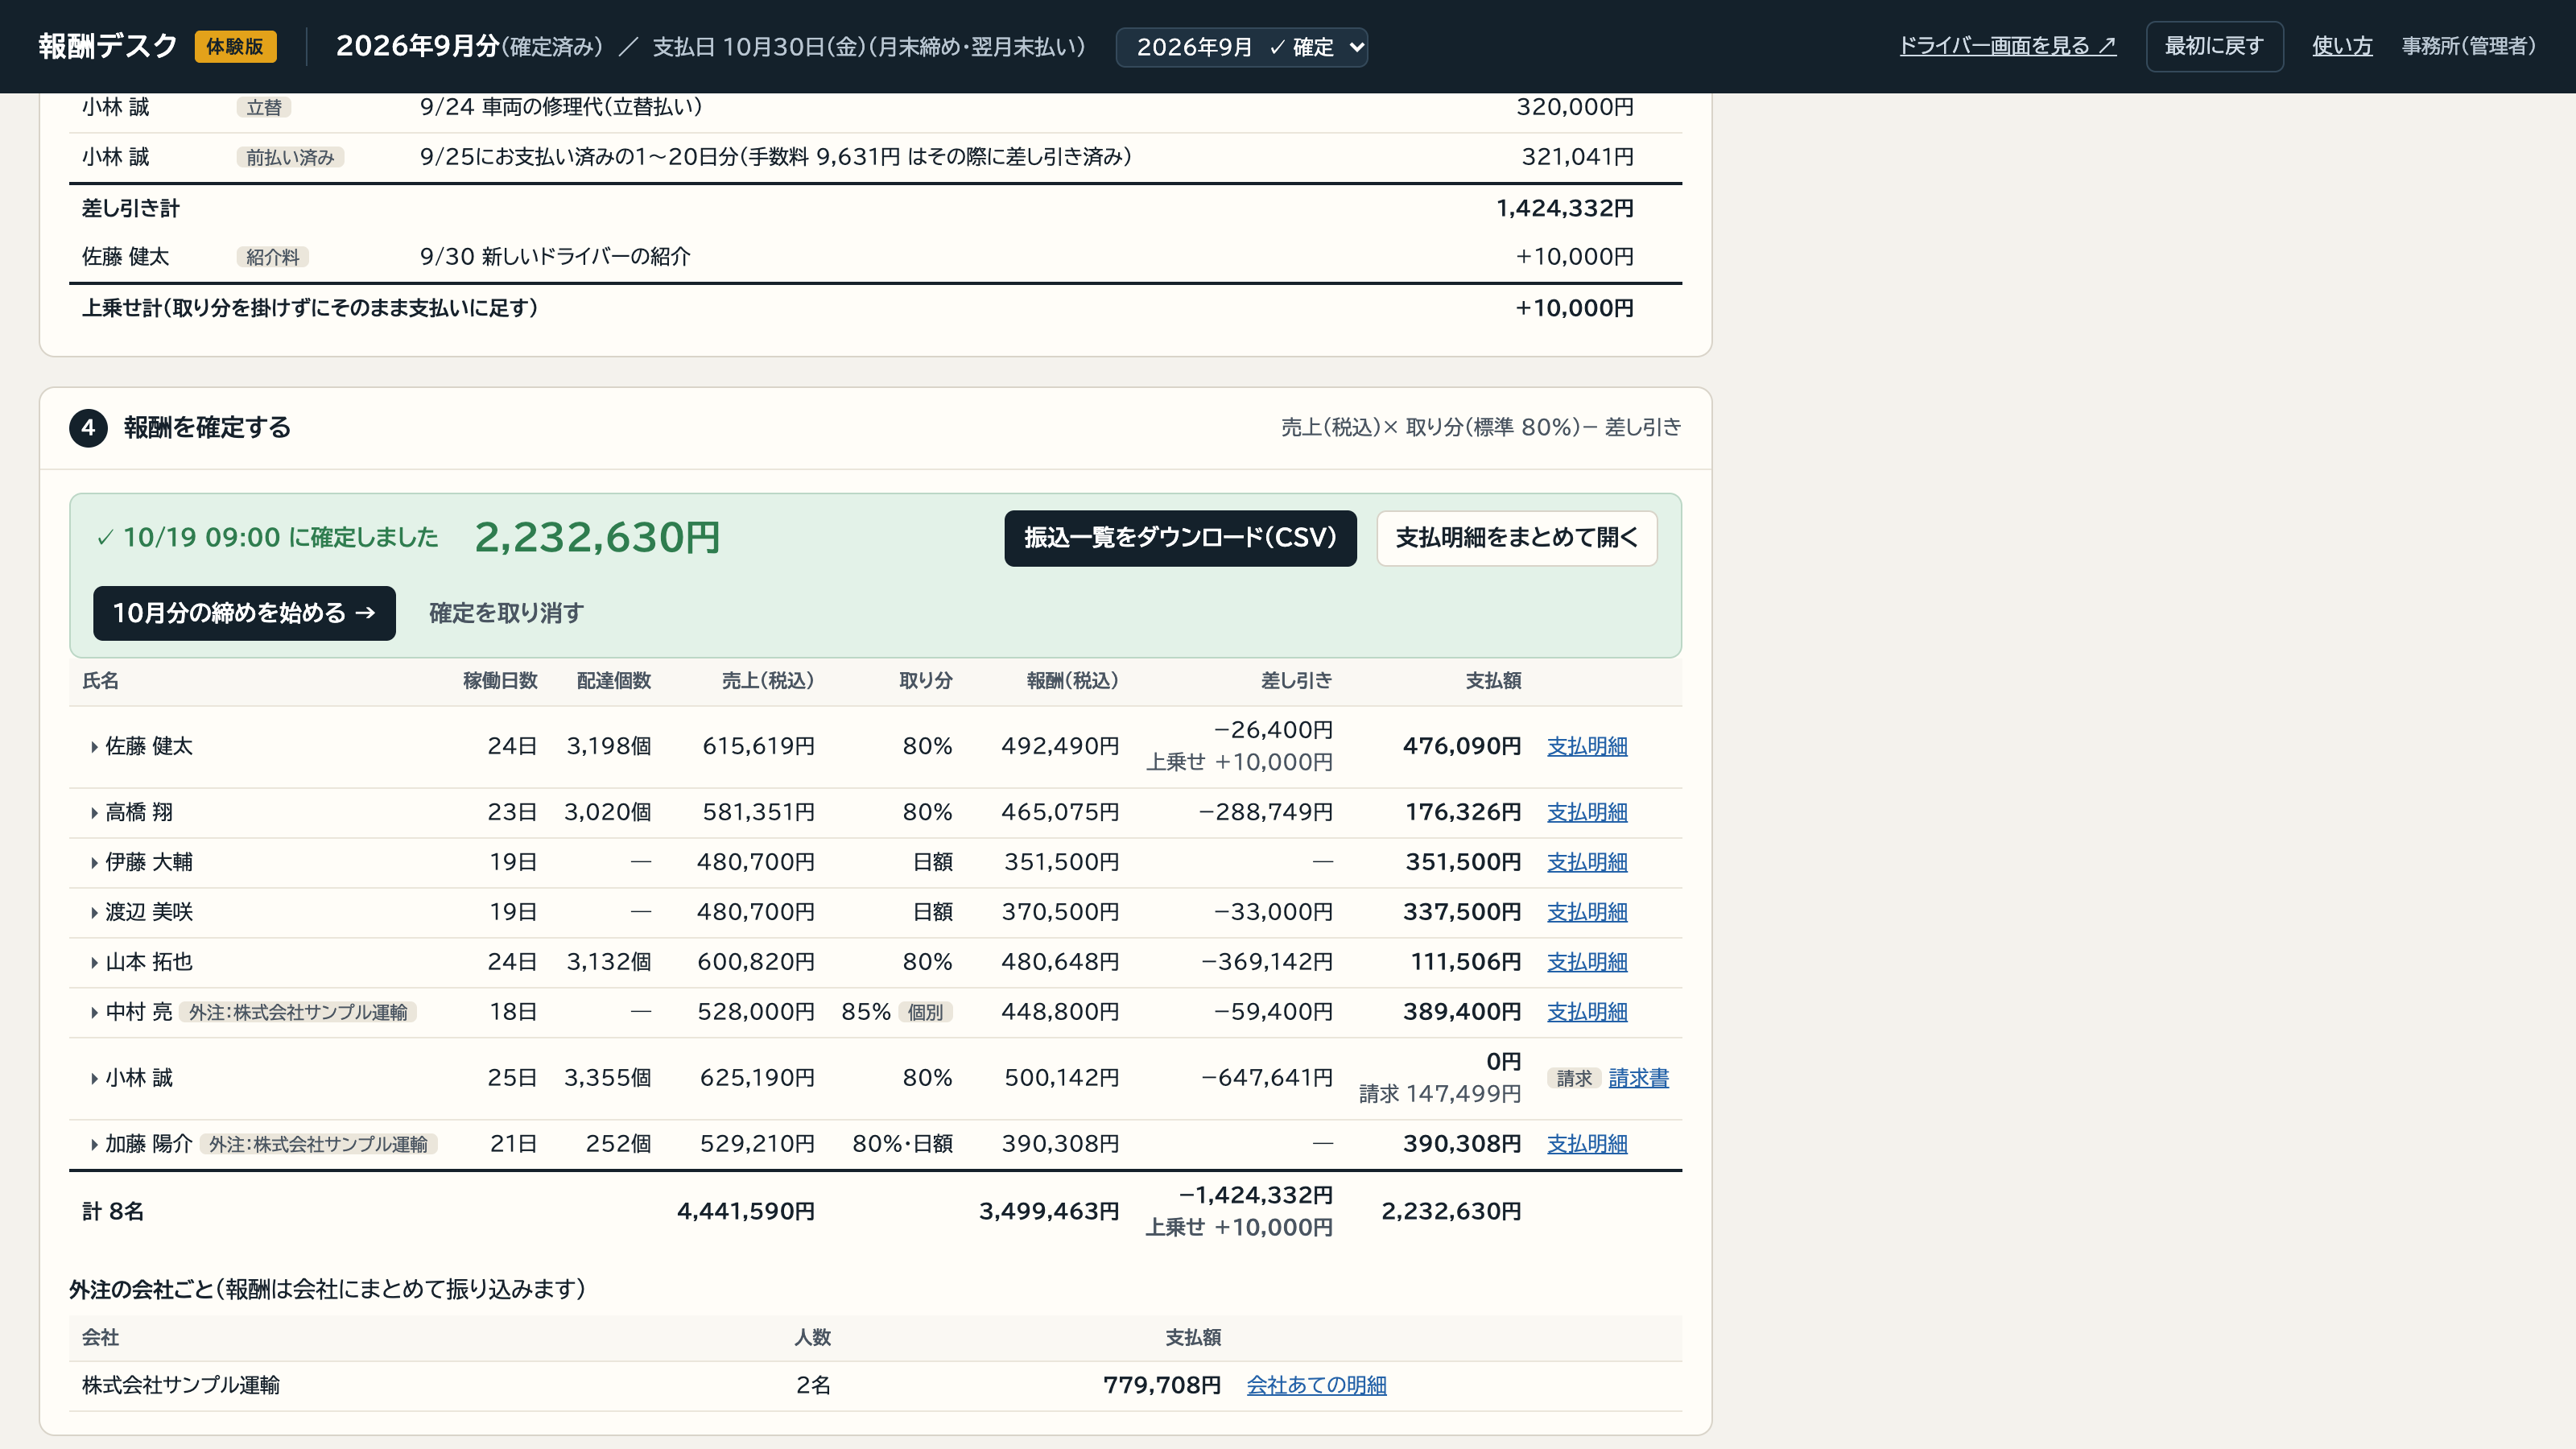 報酬デスク 体験版 2026年9月分(確定済み) ／ 支払日 10月30日(金)(月末締め・翌月末払い) 2026年9月 ✓ 確定 ドライバー画面を見る ↗ 最初に戻す 使い方 事務所(管理者)
小林 誠 立替 9/24 車両の修理代(立替払い) 320,000円
小林 誠 前払い済み 9/25にお支払い済みの1〜20日分(手数料 9,631円 はその際に差し引き済み) 321,041円
差し引き計 1,424,332円
佐藤 健太 紹介料 9/30 新しいドライバーの紹介 +10,000円
上乗せ計(取り分を掛けずにそのまま支払いに足す) +10,000円
4 報酬を確定する 売上(税込)× 取り分(標準 80%)− 差し引き
✓ 10/19 09:00 に確定しました 2,232,630円 振込一覧をダウンロード(CSV) 支払明細をまとめて開く
10月分の締めを始める → 確定を取り消す
氏名 稼働日数 配達個数 売上(税込) 取り分 報酬(税込) 差し引き 支払額
佐藤 健太 24日 3,198個 615,619円 80% 492,490円 −26,400円 476,090円 支払明細
上乗せ +10,000円
高橋 翔 23日 3,020個 581,351円 80% 465,075円 −288,749円 176,326円 支払明細
伊藤 大輔 19日 — 480,700円 日額 351,500円 — 351,500円 支払明細
渡辺 美咲 19日 — 480,700円 日額 370,500円 −33,000円 337,500円 支払明細
山本 拓也 24日 3,132個 600,820円 80% 480,648円 −369,142円 111,506円 支払明細
中村 亮 外注：株式会社サンプル運輸 18日 — 528,000円 85% 個別 448,800円 −59,400円 389,400円 支払明細
小林 誠 25日 3,355個 625,190円 80% 500,142円 −647,641円 0円 請求 請求書
請求 147,499円
加藤 陽介 外注：株式会社サンプル運輸 21日 252個 529,210円 80%・日額 390,308円 — 390,308円 支払明細
計 8名 4,441,590円 3,499,463円 −1,424,332円 2,232,630円
上乗せ +10,000円
外注の会社ごと(報酬は会社にまとめて振り込みます)
会社 人数 支払額
株式会社サンプル運輸 2名 779,708円 会社あての明細